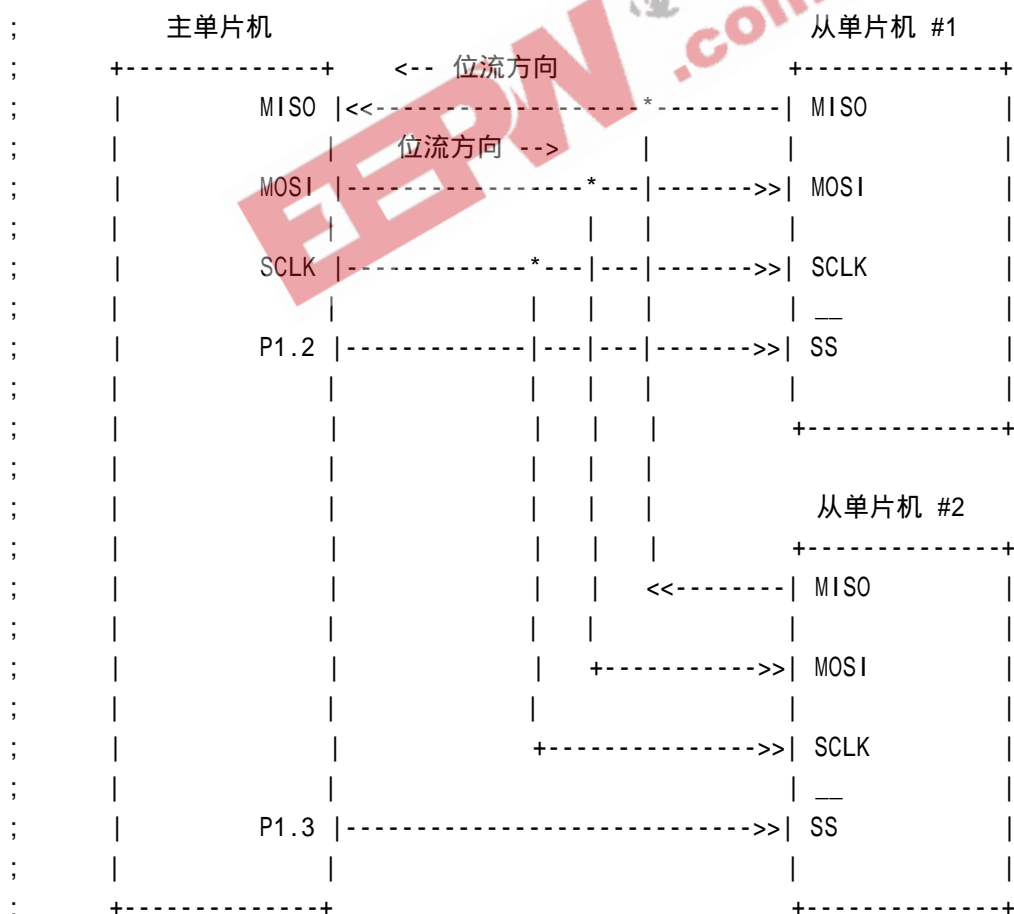 ;          主单片机                                      从单片机 #1
;      +--------------+    <-- 位流方向                +--------------+
;      |         MISO |<<-------------------*---------| MISO         |
;      |              |    位流方向 -->      |         |              |
;      |         MOSI |-----------------*---|------->>| MOSI         |
;      |              |                 |   |         |              |
;      |         SCLK |-------------*---|---|------->>| SCLK         |
;      |              |             |   |   |         | __           |
;      |         P1.2 |-------------|---|---|------->>| SS           |
;      |              |             |   |   |         |              |
;      |              |             |   |   |         +--------------+
;      |              |             |   |   |
;      |              |             |   |   |           从单片机 #2
;      |              |             |   |   |         +--------------+
;      |              |             |   |   <<--------| MISO         |
;      |              |             |   |             |              |
;      |              |             |   +----------->>| MOSI         |
;      |              |             |                 |              |
;      |              |             +--------------->>| SCLK         |
;      |              |                               | __           |
;      |         P1.3 |----------------------------->>| SS           |
;      |              |                               |              |
;      +--------------+                               +--------------+
EEPW
.com